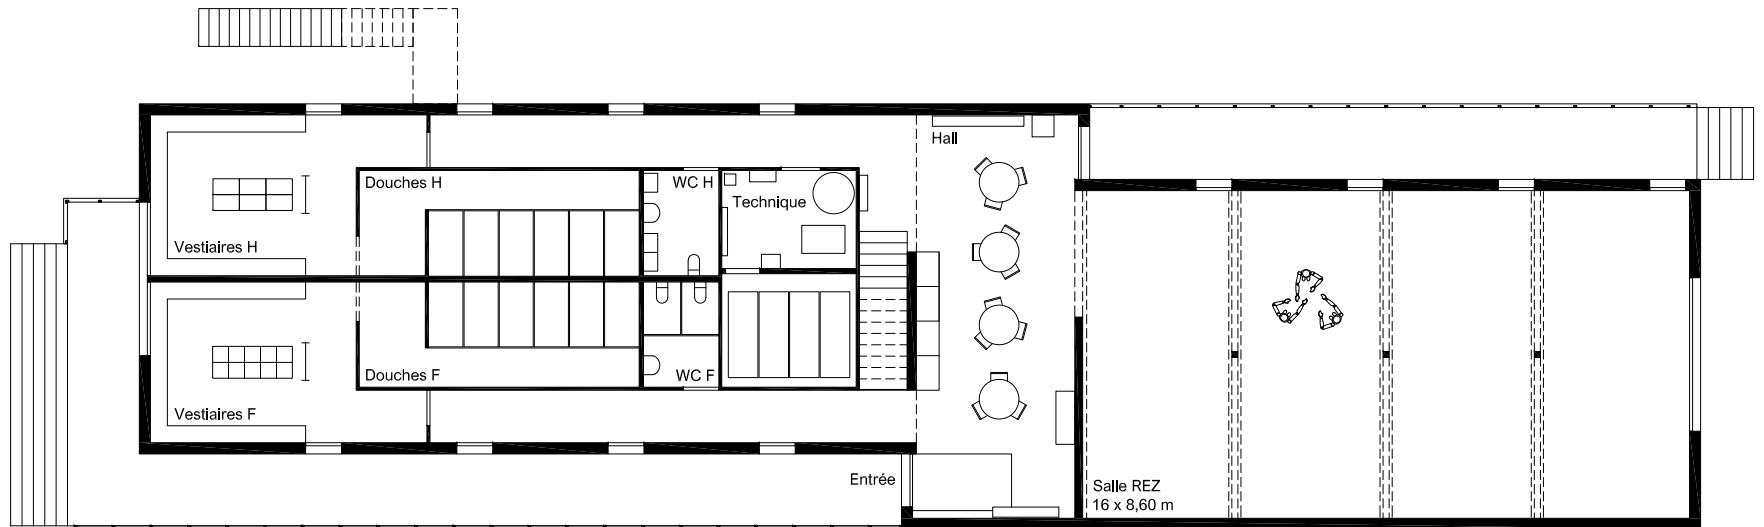 Hall
Douches H
WC H
Technique
Vestiaires H
Douches F
WC F
Vestiaires F
Entrée
Salle REZ
16 x 8,60 m